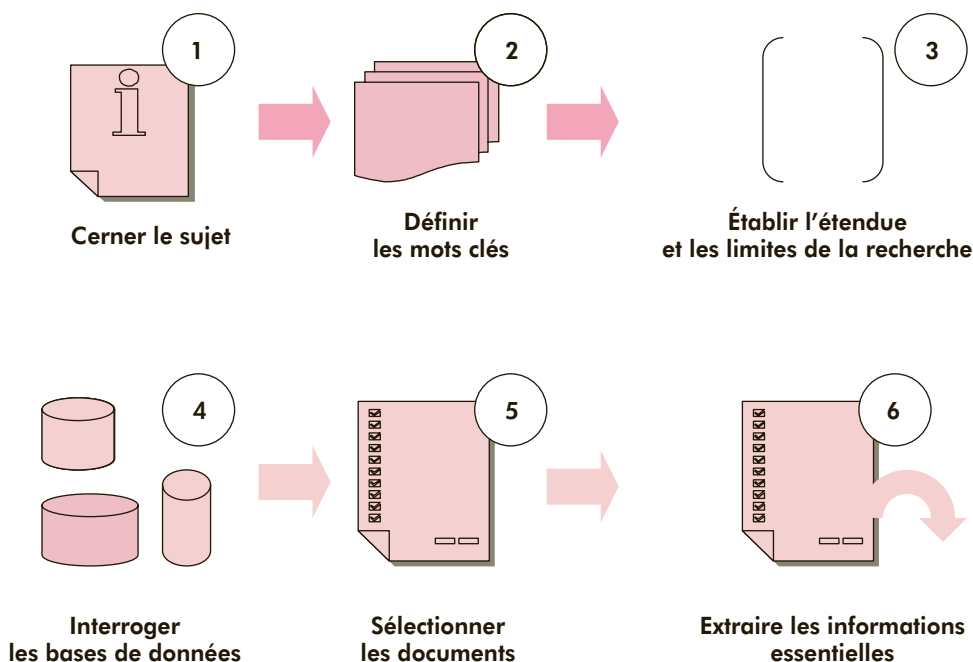 1
Cerner le sujet
2
Définir
les mots clés
3
Établir l'étendue
et les limites de la recherche
4
Interroger
les bases de données
5
Sélectionner
les documents
6
Extraire les informations
essentielles